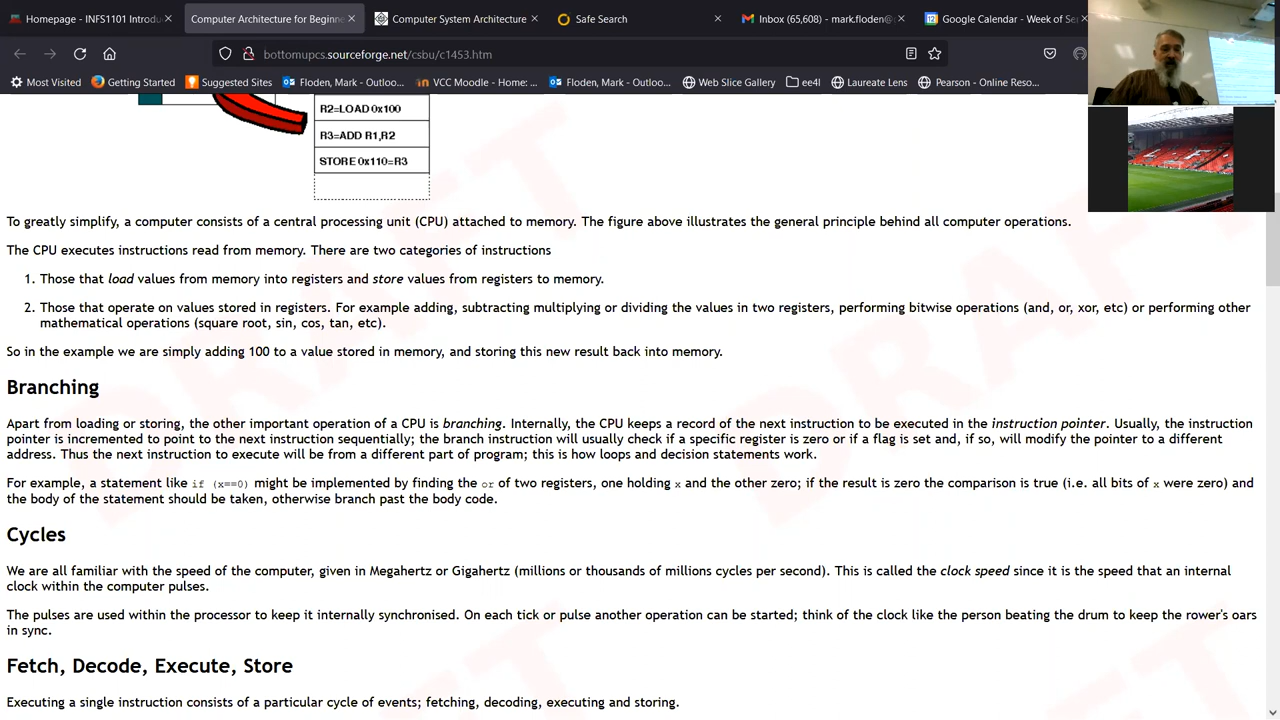 Homepage - INFS1101 Introdu
Computer Architecture for Beginne
Computer System Architecture
Safe Search
Inbox (65,608) - mark.floden@
Google Calendar - Week of Se
bottomupcs.sourceforge.net/csbu/c1453.htm
Most Visited
Getting Started
Suggested Sites
Floden, Mark - Outloo...
VC Moodle - Home (...
Floden, Mark - Outloo...
Web Slice Gallery
ee4l
Laureate Lens
Pearson - Online Reso...
R2=LOAD 0x100
R3=ADD R1,R2
STORE 0x110=R3
To greatly simplify, a computer consists of a central processing unit (CPU) attached to memory. The figure above illustrates the general principle behind all computer operations.
The CPU executes instructions read from memory. There are two categories of instructions
1. Those that load values from memory into registers and store values from registers to memory.
2. Those that operate on values stored in registers. For example adding, subtracting multiplying or dividing the values in two registers, performing bitwise operations (and, or, xor, etc) or performing other
mathematical operations (square root, sin, cos, tan, etc).
So in the example we are simply adding 100 to a value stored in memory, and storing this new result back into memory.
Branching
Apart from loading or storing, the other important operation of a CPU is branching. Internally, the CPU keeps a record of the next instruction to be executed in the instruction pointer. Usually, the instruction
pointer is incremented to point to the next instruction sequentially; the branch instruction will usually check if a specific register is zero or if a flag is set and, if so, will modify the pointer to a different
address. Thus the next instruction to execute will be from a different part of program; this is how loops and decision statements work.
For example, a statement like if (x==0) might be implemented by finding the or of two registers, one holding x and the other zero; if the result is zero the comparison is true (i.e. all bits of x were zero) and
the body of the statement should be taken, otherwise branch past the body code.
Cycles
We are all familiar with the speed of the computer, given in Megahertz or Gigahertz (millions or thousands of millions cycles per second). This is called the clock speed since it is the speed that an internal
clock within the computer pulses.
The pulses are used within the processor to keep it internally synchronised. On each tick or pulse another operation can be started; think of the clock like the person beating the drum to keep the rower's oars
in sync.
Fetch, Decode, Execute, Store
Executing a single instruction consists of a particular cycle of events; fetching, decoding, executing and storing.
DRAFT
DRAFT